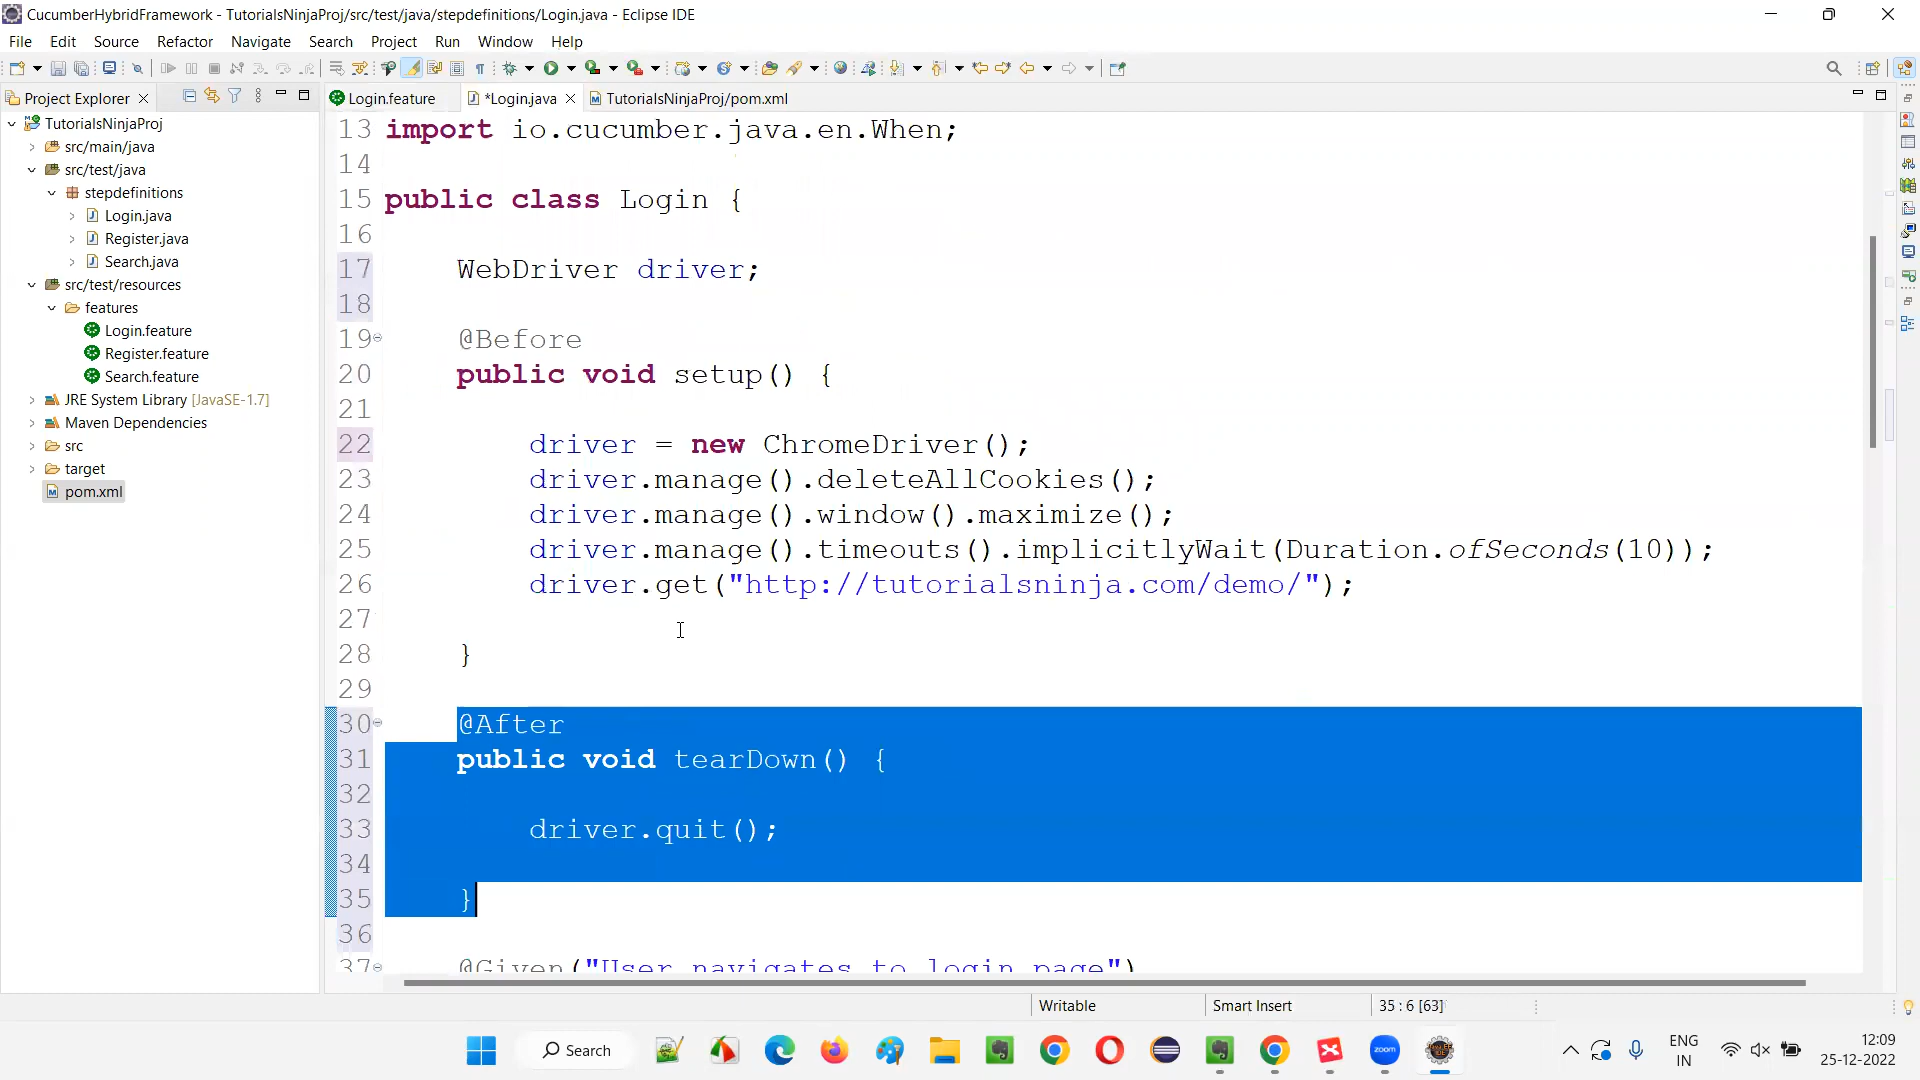 CucumberHybridFramework - TutorialsNinjaProj/src/test/java/stepdefinitions/Login.java - Eclipse IDE
File Edit Source Refactor Navigate Search Project Run Window Help
Project Explorer
Login.feature *Login.java TutorialsNinjaProj/pom.xml
TutorialsNinjaProj
src/main/java
src/test/java
stepdefinitions
Login.java
Register.java
Search.java
src/test/resources
features
Login.feature
Register.feature
Search.feature
JRE System Library [JavaSE-1.7]
Maven Dependencies
src
target
pom.xml
13 import io.cucumber.java.en.When;
14
15 public class Login {
16
17 WebDriver driver;
18
19 @Before
20 public void setup() {
21
22 driver = new ChromeDriver();
23 driver.manage().deleteAllCookies();
24 driver.manage().window().maximize();
25 driver.manage().timeouts().implicitlyWait(Duration.ofSeconds(10));
26 driver.get("http://tutorialsninja.com/demo/");
27
28 }
29
30 @After
31 public void tearDown() {
32
33 driver.quit();
34
35 }
36
37 @Given("User navigates to login page")
Writable Smart Insert 35 : 6 [63]
Search
zoom
ENG
IN
12:09
25-12-2022